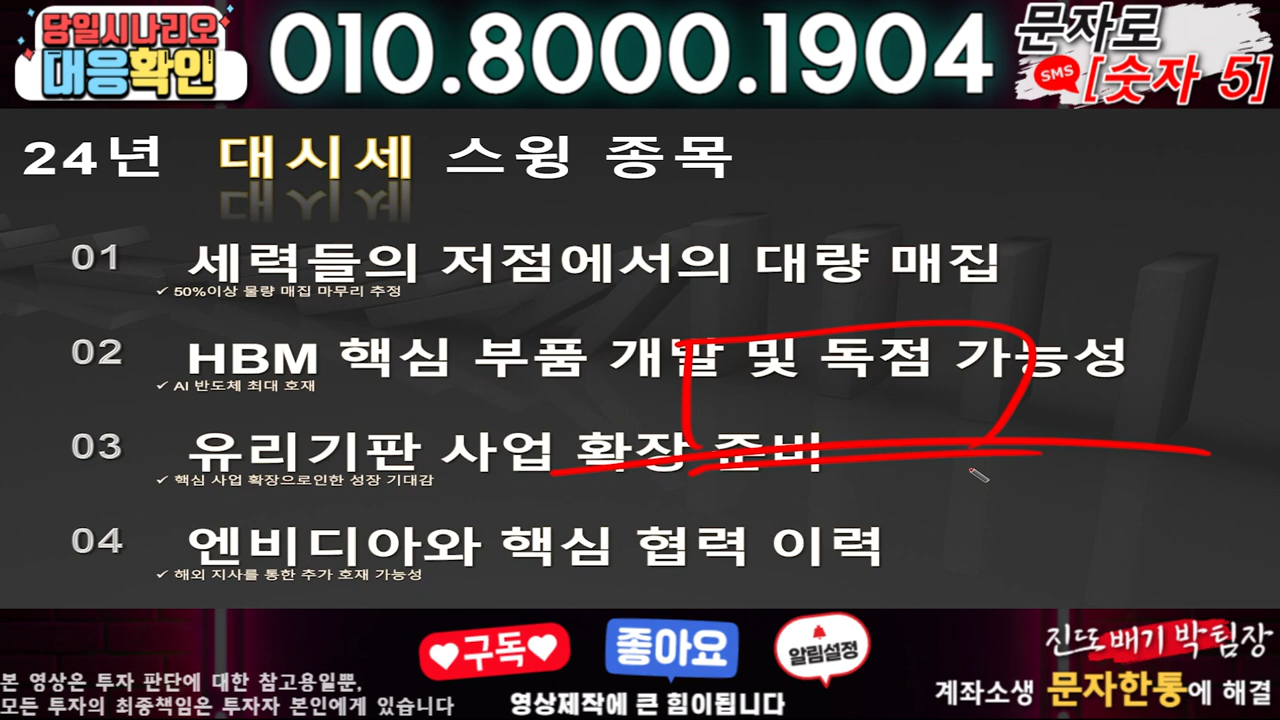 당일시나리오
대응확인
010.8000.1904
문자로
SMS [숫자 5]
24년 대시세 스윙 종목
01 세력들의 저점에서의 대량 매집
✓ 50%이상 물량 매집 마무리 추정
02 HBM 핵심 부품 개발 및 독점 가능성
✓ AI 반도체 최대 호재
03 유리기판 사업 확장 준비
✓ 핵심 사업 확장으로인한 성장 기대감
04 엔비디아와 핵심 협력 이력
✓ 해외 지사를 통한 추가 호재 가능성
구독
좋아요
알림설정
영상제작에 큰 힘이됩니다
본 영상은 투자 판단에 대한 참고용일뿐,
모든 투자의 최종책임은 투자자 본인에게 있습니다
진또배기 박팀장
계좌소생 문자한통에 해결